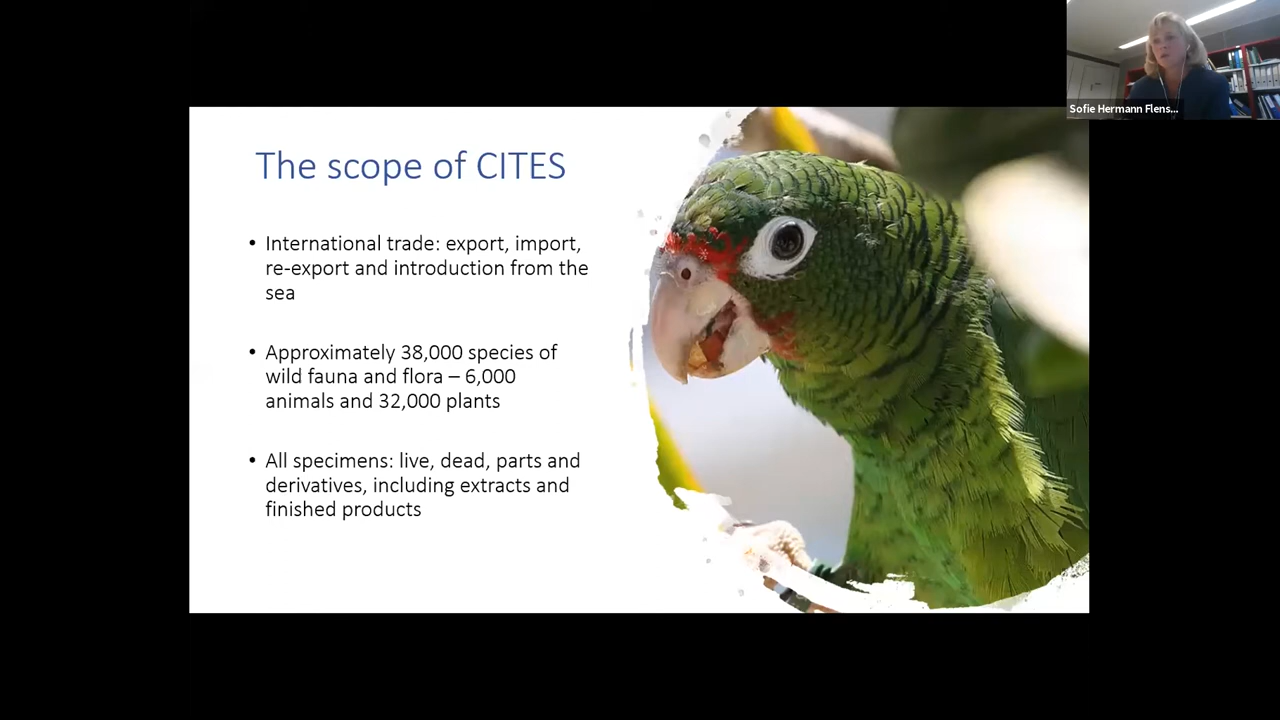 Sofie Hermann Flens...
The scope of CITES
• International trade: export, import,
re-export and introduction from the
sea
• Approximately 38,000 species of
wild fauna and flora – 6,000
animals and 32,000 plants
• All specimens: live, dead, parts and
derivatives, including extracts and
finished products